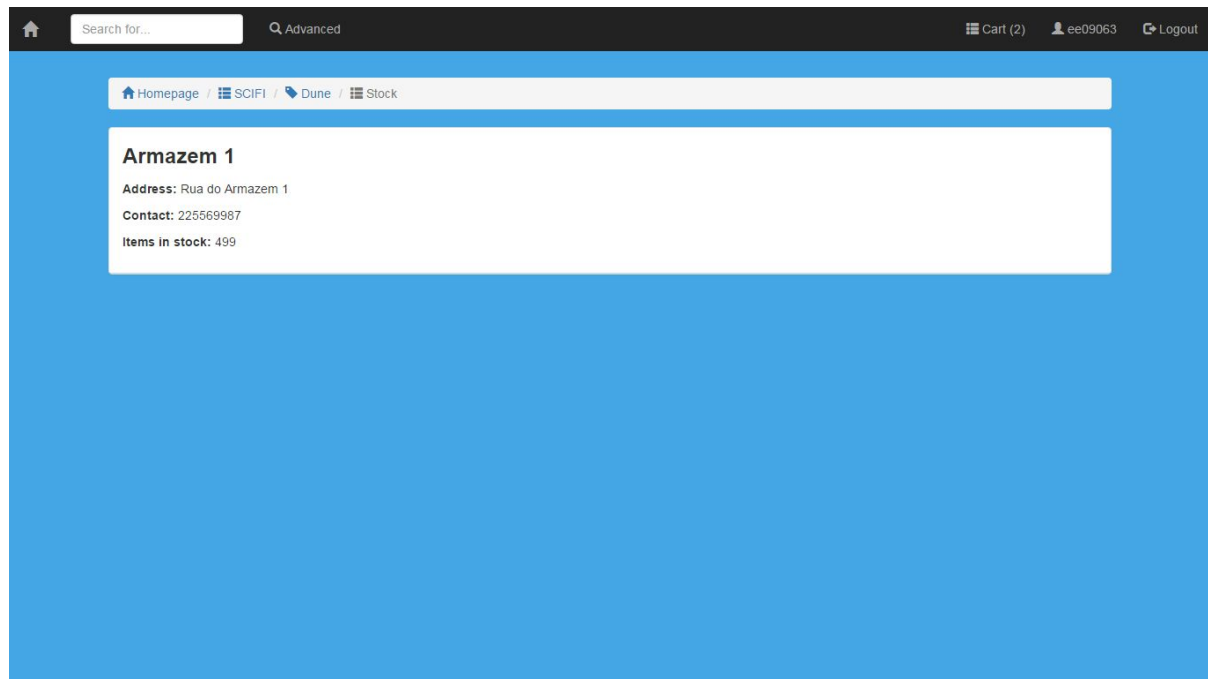 Search for... Advanced Cart (2) ee09063 Logout
Homepage / SCIFI / Dune / Stock
Armazem 1
Address: Rua do Armazem 1
Contact: 225569987
Items in stock: 499